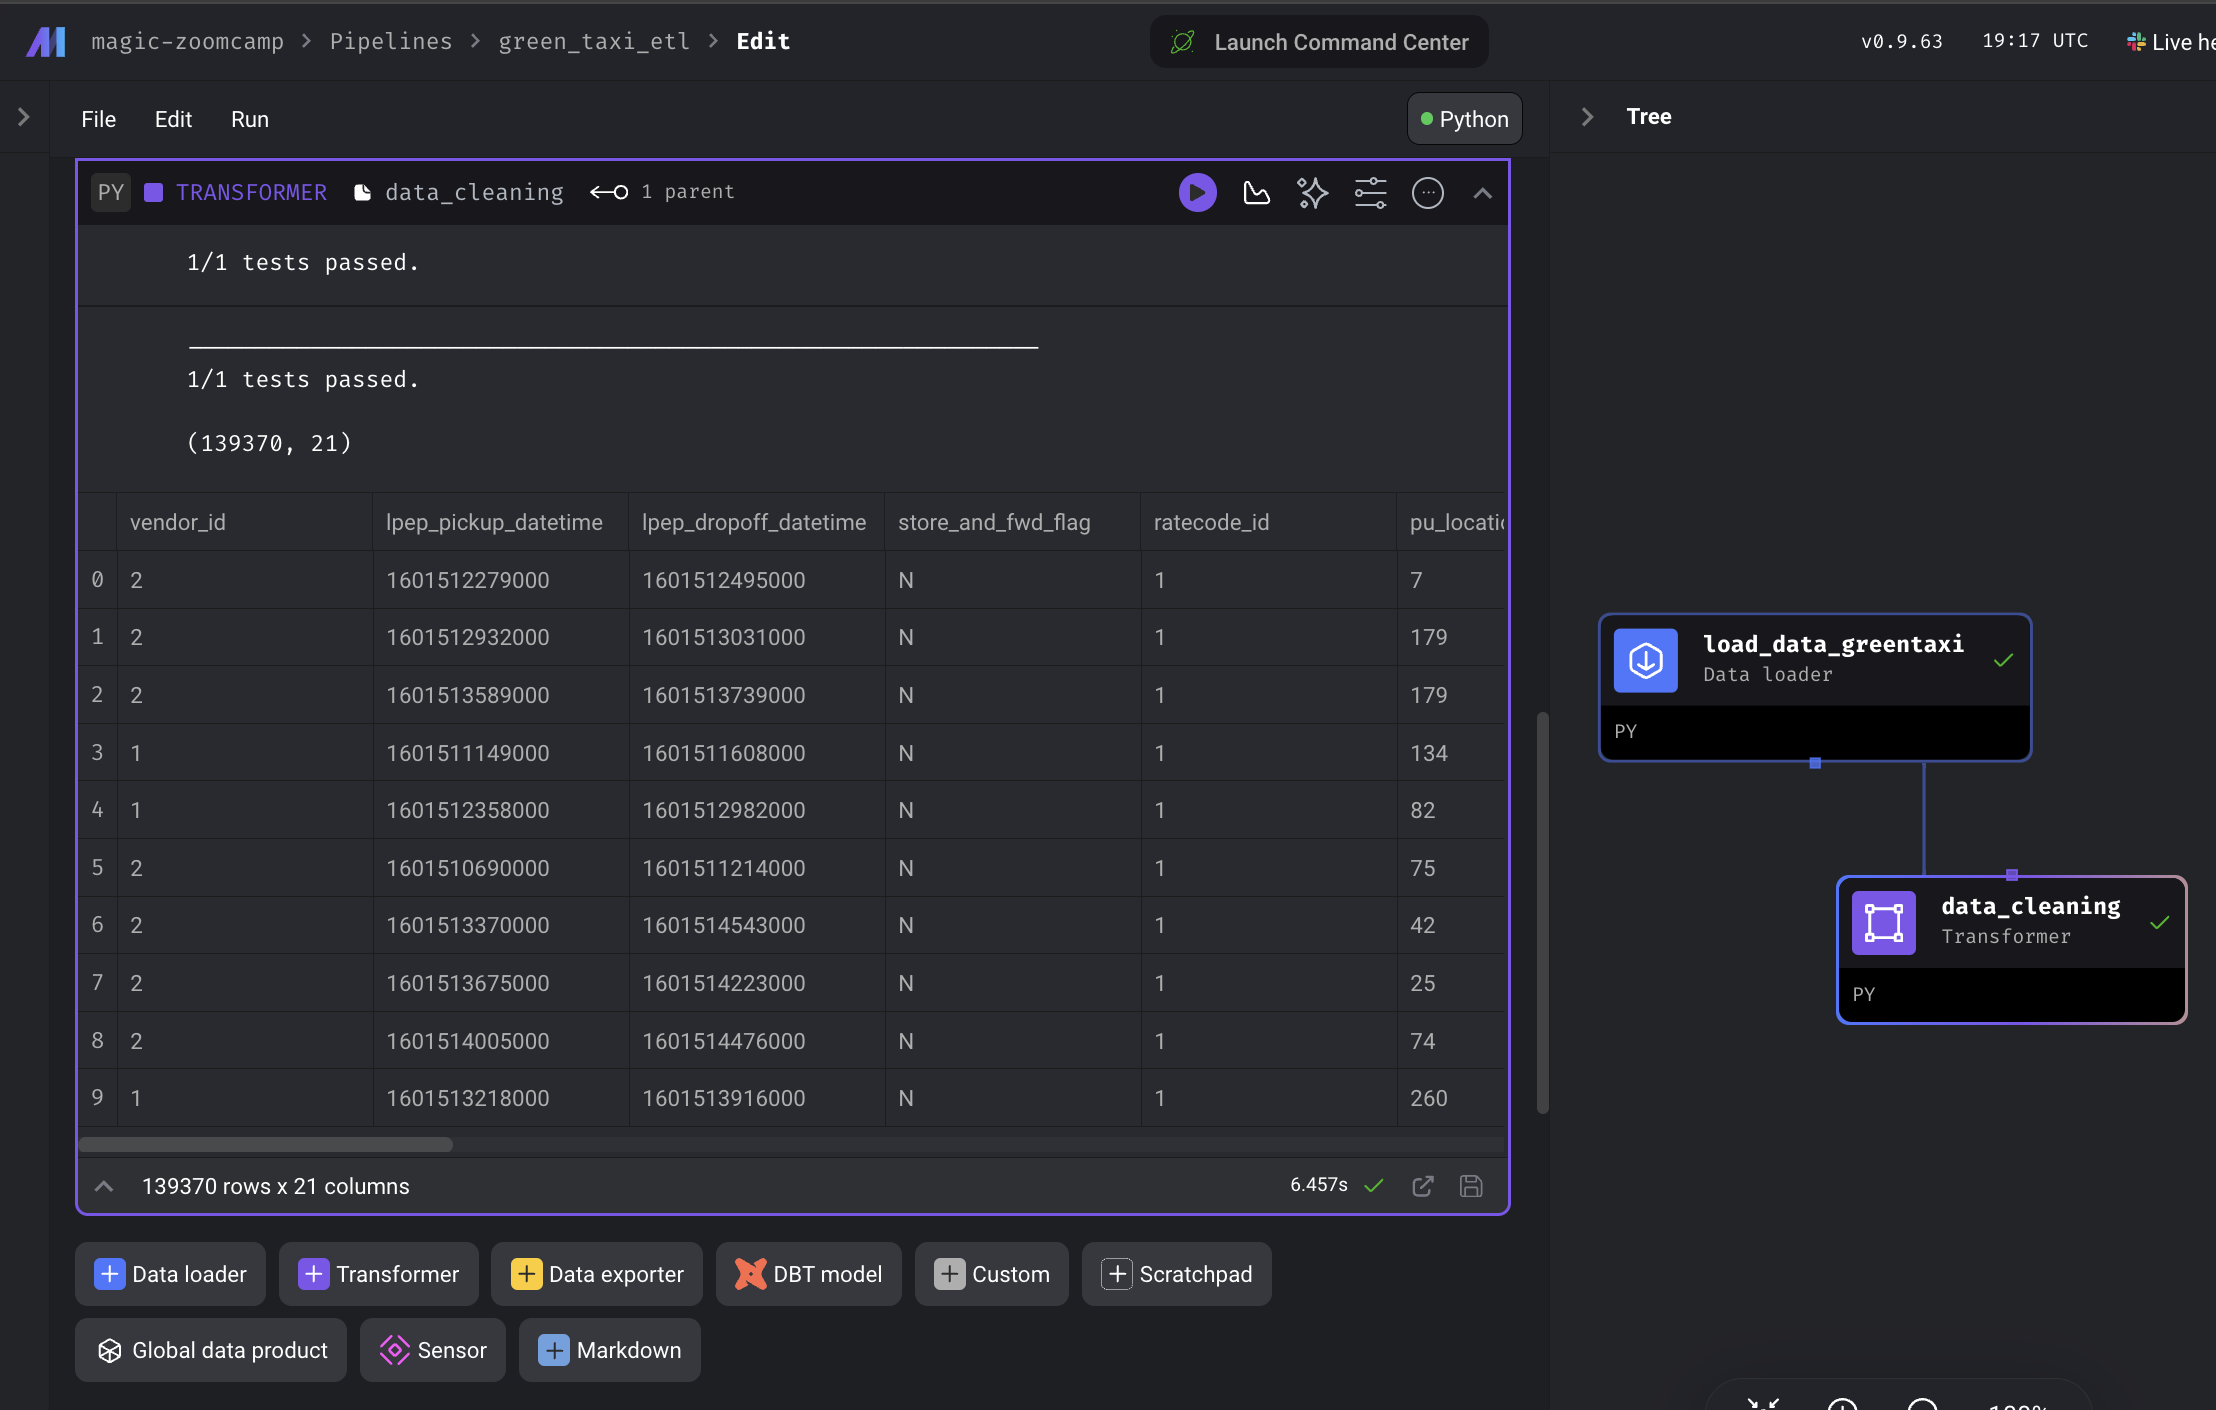 magic-zoomcamp > Pipelines > green_taxi_etl > Edit
Launch Command Center
v0.9.63 19:17 UTC Live he
File Edit Run
Python
Tree
PY TRANSFORMER data_cleaning 1 parent
1/1 tests passed.
1/1 tests passed.
(139370, 21)
vendor_id lpep_pickup_datetime lpep_dropoff_datetime store_and_fwd_flag ratecode_id pu_locatio
0 2 1601512279000 1601512495000 N 1 7
1 2 1601512932000 1601513031000 N 1 179
2 2 1601513589000 1601513739000 N 1 179
3 1 1601511149000 1601511608000 N 1 134
4 1 1601512358000 1601512982000 N 1 82
5 2 1601510690000 1601511214000 N 1 75
6 2 1601513370000 1601514543000 N 1 42
7 2 1601513675000 1601514223000 N 1 25
8 2 1601514005000 1601514476000 N 1 74
9 1 1601513218000 1601513916000 N 1 260
139370 rows x 21 columns
6.457s
Data loader Transformer Data exporter DBT model Custom Scratchpad
Global data product Sensor Markdown
load_data_greentaxi
Data loader
PY
data_cleaning
Transformer
PY